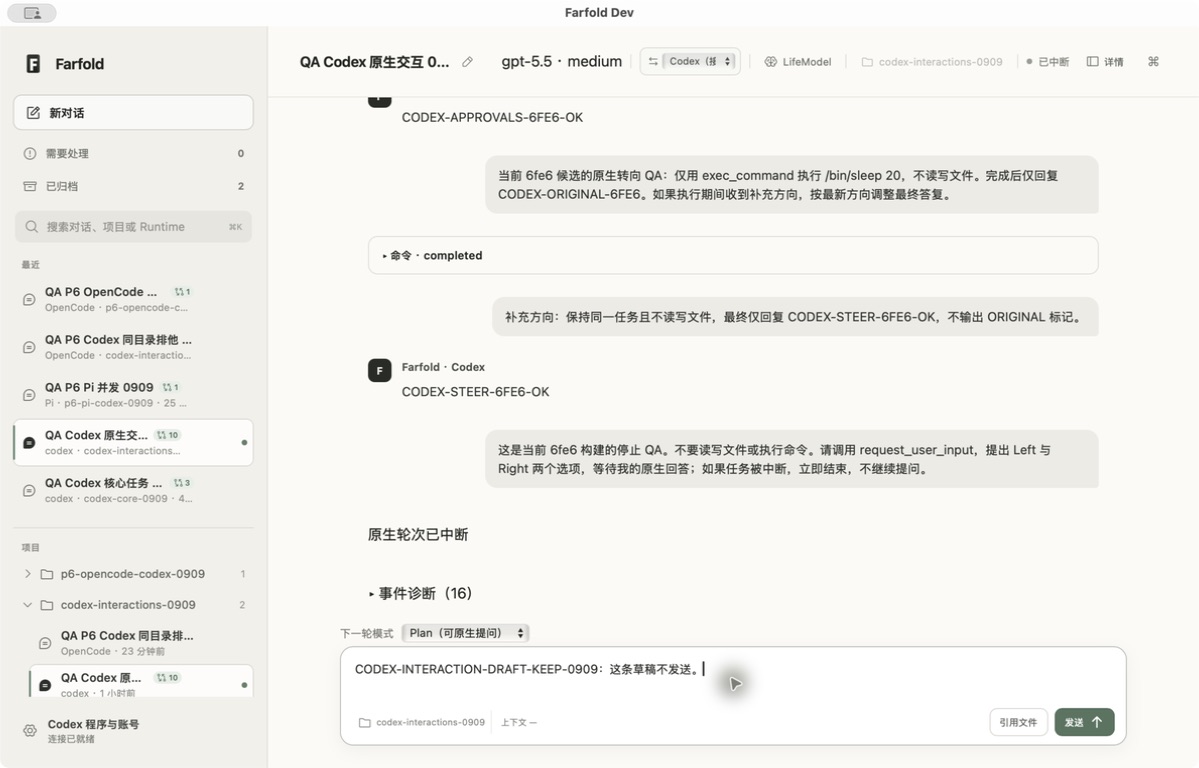 Farfold Dev
Farfold
新对话
需要处理 0
已归档 2
搜索对话、项目或 Runtime ⌘K
最近
QA P6 OpenCode ... 1
OpenCode · p6-opencode-c...
QA P6 Codex 同目录排他 ...
OpenCode · codex-interactio...
QA P6 Pi 并发 0909 1
Pi · p6-pi-codex-0909 · 25 ...
QA Codex 原生交... 10
codex · codex-interactions...
QA Codex 核心任务 ... 3
codex · codex-core-0909 · 4...
项目
p6-opencode-codex-0909 1
codex-interactions-0909 2
QA P6 Codex 同目录排...
OpenCode · 23 分钟前
QA Codex 原... 10
codex · 1 小时前
Codex 程序与账号
连接已就绪
QA Codex 原生交互 0... gpt-5.5 · medium Codex LifeModel codex-interactions-0909 已中断 详情 ⌘
CODEX-APPROVALS-6FE6-OK
当前 6fe6 候选的原生转向 QA：仅用 exec_command 执行 /bin/sleep 20，不读写文件。完成后仅回复
CODEX-ORIGINAL-6FE6。如果执行期间收到补充方向，按最新方向调整最终答复。
命令 · completed
补充方向：保持同一任务且不读写文件，最终仅回复 CODEX-STEER-6FE6-OK，不输出 ORIGINAL 标记。
F Farfold · Codex
CODEX-STEER-6FE6-OK
这是当前 6fe6 构建的停止 QA。不要读写文件或执行命令。请调用 request_user_input，提出 Left 与
Right 两个选项，等待我的原生回答；如果任务被中断，立即结束，不继续提问。
原生轮次已中断
事件诊断（16）
下一轮模式 Plan（可原生提问）
CODEX-INTERACTION-DRAFT-KEEP-0909：这条草稿不发送。
codex-interactions-0909 上下文 — 引用文件 发送